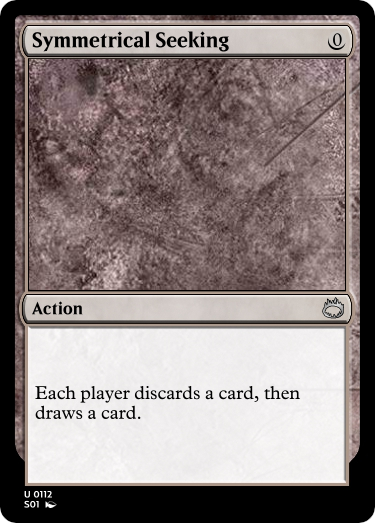 Symmetrical Seeking 0
Action
Each player discards a card, then
draws a card.
U 0112
S01